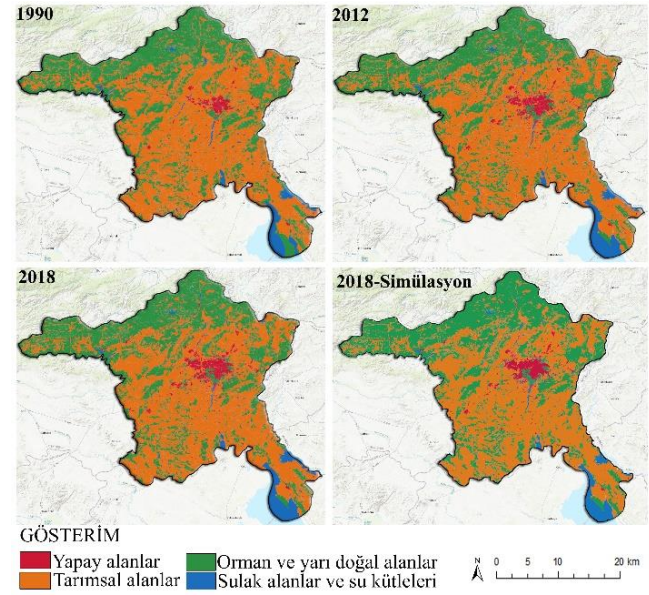 1990
2012
2018
2018-Simülasyon
GÖSTERİM
Yapay alanlar
Orman ve yarı doğal alanlar
Tarımsal alanlar
Sulak alanlar ve su kütleleri
N
0 5 10 20 km